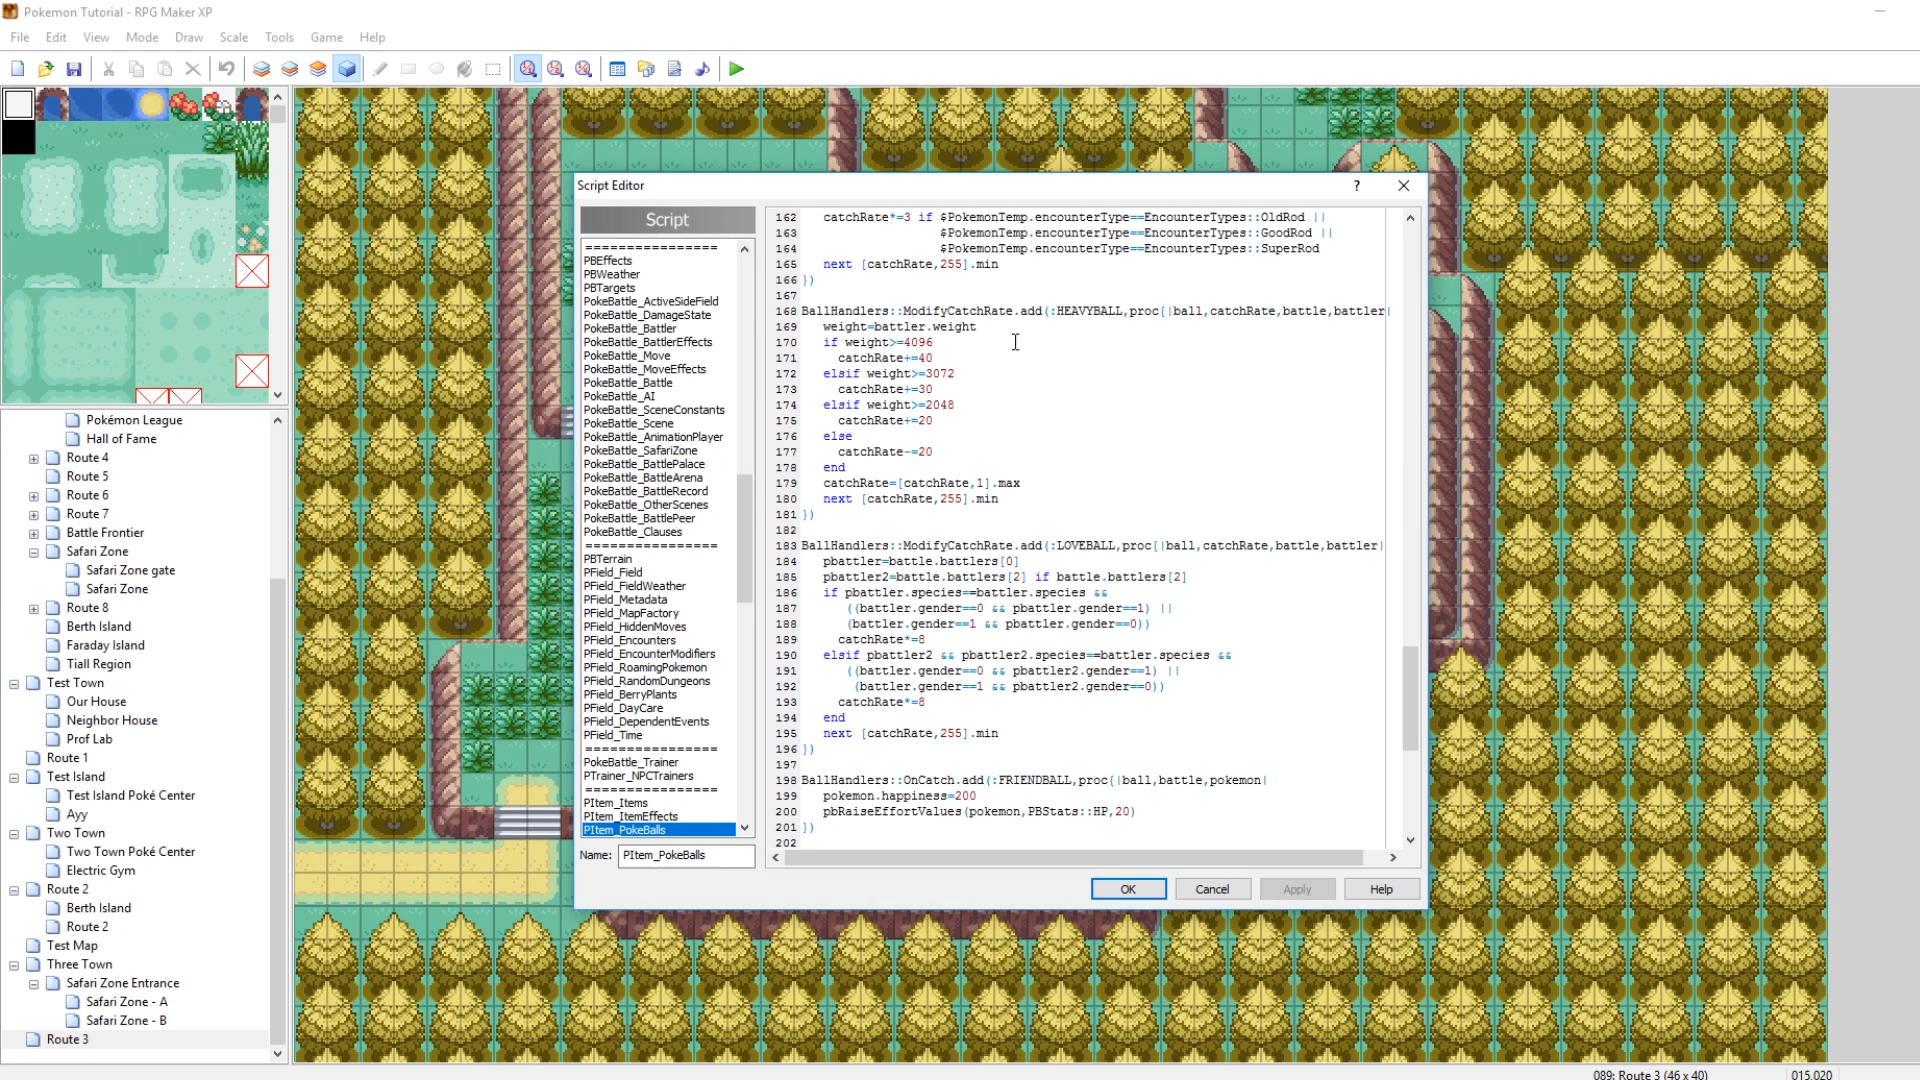 Pokemon Tutorial - RPG Maker XP
File Edit View Mode Draw Scale Tools Game Help
Pokémon League
Hall of Fame
Route 4
Route 5
Route 6
Route 7
Battle Frontier
Safari Zone
Safari Zone gate
Safari Zone
Route 8
Berth Island
Faraday Island
Tiall Region
Test Town
Our House
Neighbor House
Prof Lab
Route 1
Test Island
Test Island Poké Center
Ayy
Two Town
Two Town Poké Center
Electric Gym
Route 2
Berth Island
Route 2
Test Map
Three Town
Safari Zone Entrance
Safari Zone - A
Safari Zone - B
Route 3
Script Editor
?
Script
================
PBEffects
PBWeather
PBTargets
PokeBattle_ActiveSideField
PokeBattle_DamageState
PokeBattle_Battler
PokeBattle_BattlerEffects
PokeBattle_Move
PokeBattle_MoveEffects
PokeBattle_Battle
PokeBattle_AI
PokeBattle_SceneConstants
PokeBattle_Scene
PokeBattle_AnimationPlayer
PokeBattle_SafariZone
PokeBattle_BattlePalace
PokeBattle_BattleArena
PokeBattle_BattleRecord
PokeBattle_OtherScenes
PokeBattle_BattlePeer
PokeBattle_Clauses
================
PBTerrain
PField_Field
PField_FieldWeather
PField_Metadata
PField_MapFactory
PField_HiddenMoves
PField_Encounters
PField_EncounterModifiers
PField_RoamingPokemon
PField_RandomDungeons
PField_BerryPlants
PField_DayCare
PField_DependentEvents
PField_Time
================
PokeBattle_Trainer
PTrainer_NPCTrainers
================
PItem_Items
PItem_ItemEffects
PItem_PokeBalls
Name: PItem_PokeBalls
162 catchRate*=3 if $PokemonTemp.encounterType==EncounterTypes::OldRod ||
163 $PokemonTemp.encounterType==EncounterTypes::GoodRod ||
164 $PokemonTemp.encounterType==EncounterTypes::SuperRod
165 next [catchRate,255].min
166 })
167
168 BallHandlers::ModifyCatchRate.add(:HEAVYBALL,proc{|ball,catchRate,battle,battler|
169 weight=battler.weight
170 if weight>=4096
171 catchRate+=40
172 elsif weight>=3072
173 catchRate+=30
174 elsif weight>=2048
175 catchRate+=20
176 else
177 catchRate-=20
178 end
179 catchRate=[catchRate,1].max
180 next [catchRate,255].min
181 })
182
183 BallHandlers::ModifyCatchRate.add(:LOVEBALL,proc{|ball,catchRate,battle,battler|
184 pbattler=battle.battlers[0]
185 pbattler2=battle.battlers[2] if battle.battlers[2]
186 if pbattler.species==battler.species &&
187 ((battler.gender==0 && pbattler.gender==1) ||
188 (battler.gender==1 && pbattler.gender==0))
189 catchRate*=8
190 elsif pbattler2 && pbattler2.species==battler.species &&
191 ((battler.gender==0 && pbattler2.gender==1) ||
192 (battler.gender==1 && pbattler2.gender==0))
193 catchRate*=8
194 end
195 next [catchRate,255].min
196 })
197
198 BallHandlers::OnCatch.add(:FRIENDBALL,proc{|ball,battle,pokemon|
199 pokemon.happiness=200
200 pbRaiseEffortValues(pokemon,PBStats::HP,20)
201 })
202
OK Cancel Apply Help
089: Route 3 (46 x 40) 015,020